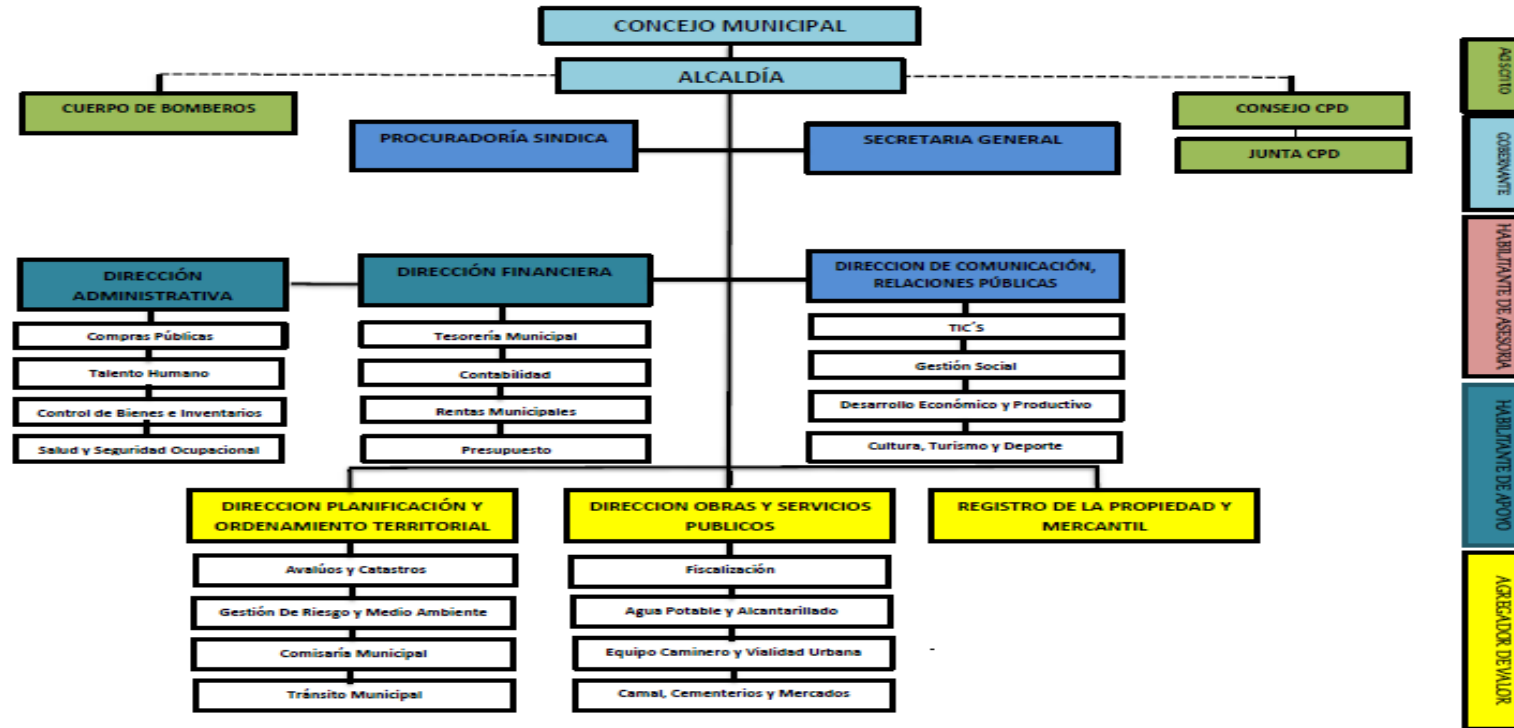 CONCEJO MUNICIPAL
ALCALDÍA
CUERPO DE BOMBEROS
CONSEJO CPD
JUNTA CPD
PROCURADORÍA SINDICA
SECRETARIA GENERAL
DIRECCIÓN
ADMINISTRATIVA
Compras Públicas
Talento Humano
Control de Bienes e Inventarios
Salud y Seguridad Ocupacional
DIRECCIÓN FINANCIERA
Tesorería Municipal
Contabilidad
Rentas Municipales
Presupuesto
DIRECCION DE COMUNICACIÓN,
RELACIONES PÚBLICAS
TIC´S
Gestión Social
Desarrollo Económico y Productivo
Cultura, Turismo y Deporte
DIRECCION PLANIFICACIÓN Y
ORDENAMIENTO TERRITORIAL
Avalúos y Catastros
Gestión De Riesgo y Medio Ambiente
Comisaría Municipal
Tránsito Municipal
DIRECCION OBRAS Y SERVICIOS
PUBLICOS
Fiscalización
Agua Potable y Alcantarillado
Equipo Caminero y Vialidad Urbana
Camal, Cementerios y Mercados
REGISTRO DE LA PROPIEDAD Y
MERCANTIL
-
Adscrito
GOBERNANTE
HABILITANTE DE ASESORIA
HABILITANTE DE APOYO
AGREGADOR DE VALOR